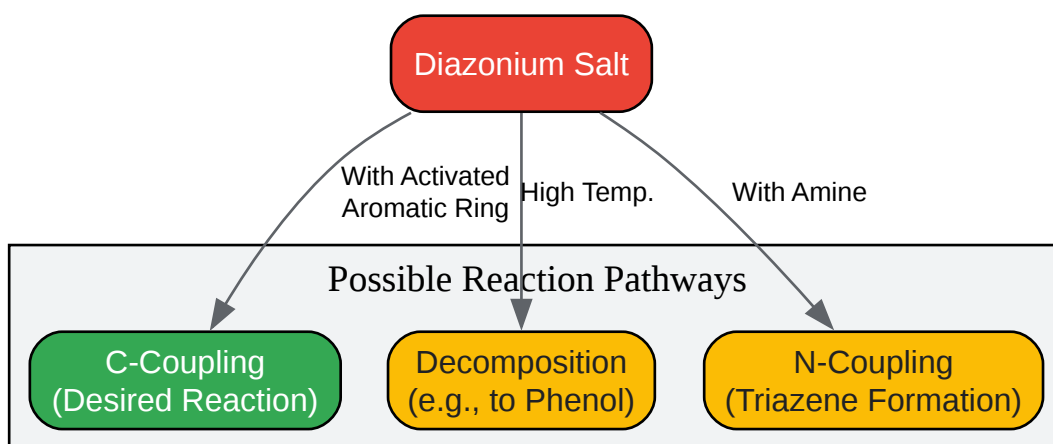 Diazonium Salt
With Activated
Aromatic Ring
High Temp.
With Amine
Possible Reaction Pathways
C-Coupling
(Desired Reaction)
Decomposition
(e.g., to Phenol)
N-Coupling
(Triazene Formation)